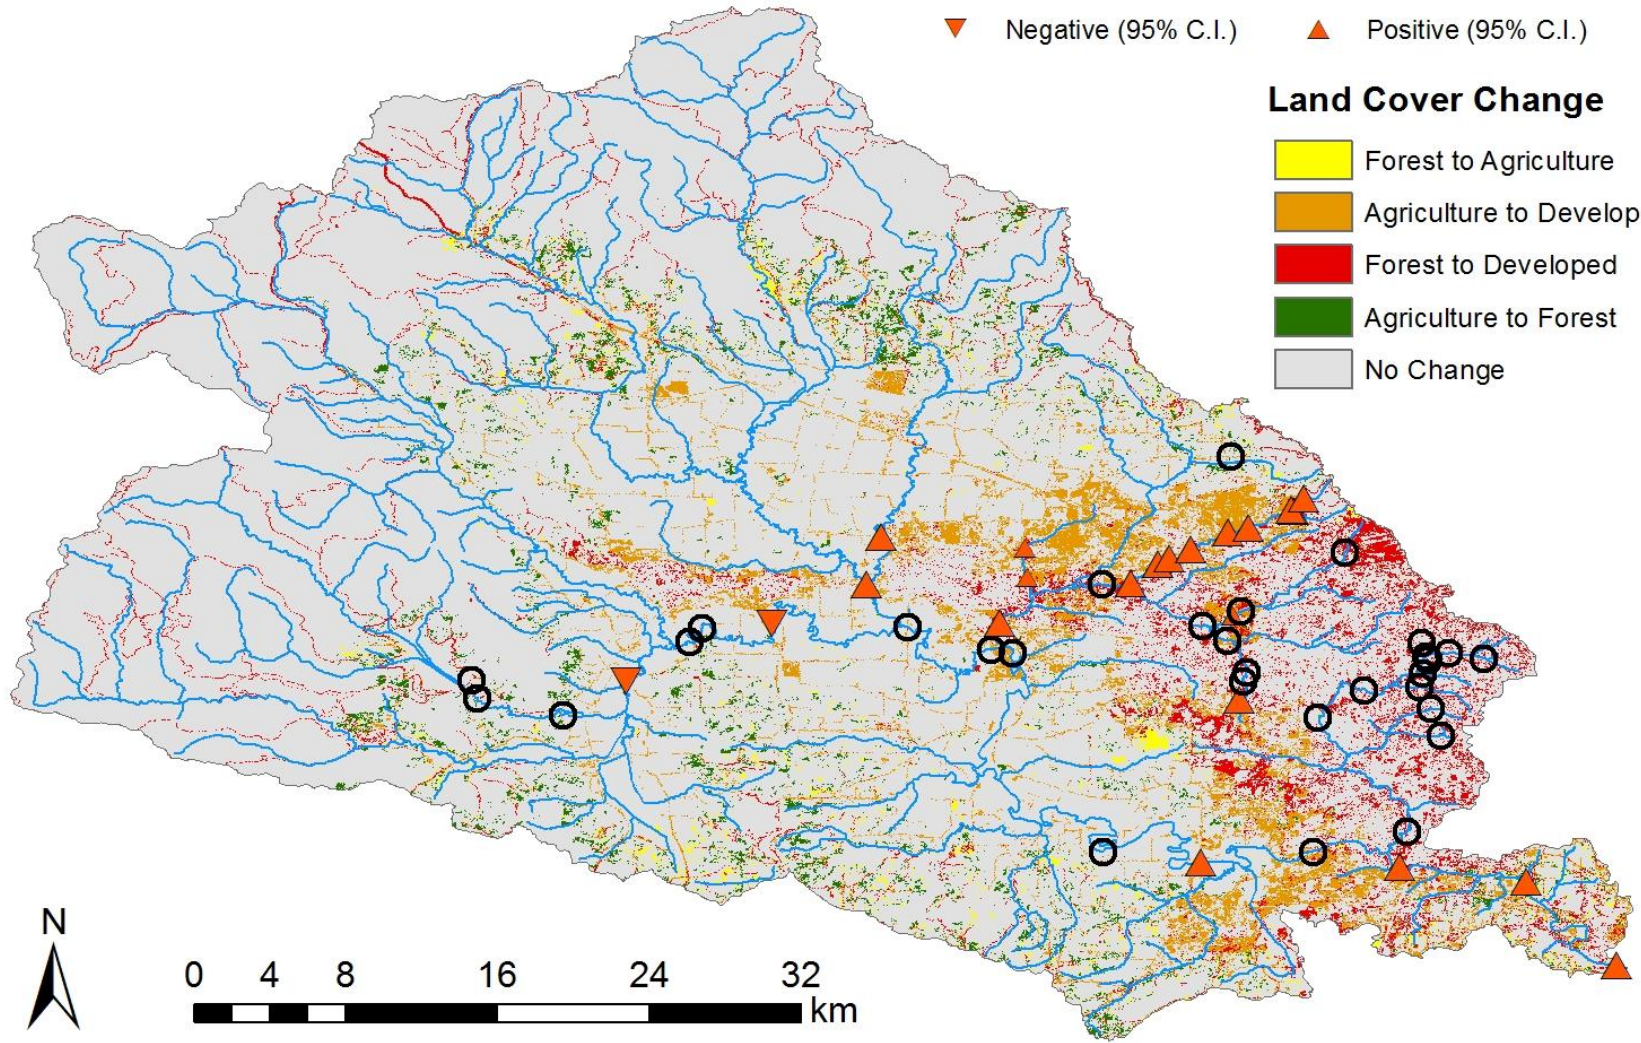 Negative (95% C.I.) Positive (95% C.I.)
Land Cover Change
Forest to Agriculture
Agriculture to Develop
Forest to Developed
Agriculture to Forest
No Change
N
0 4 8 16 24 32
km